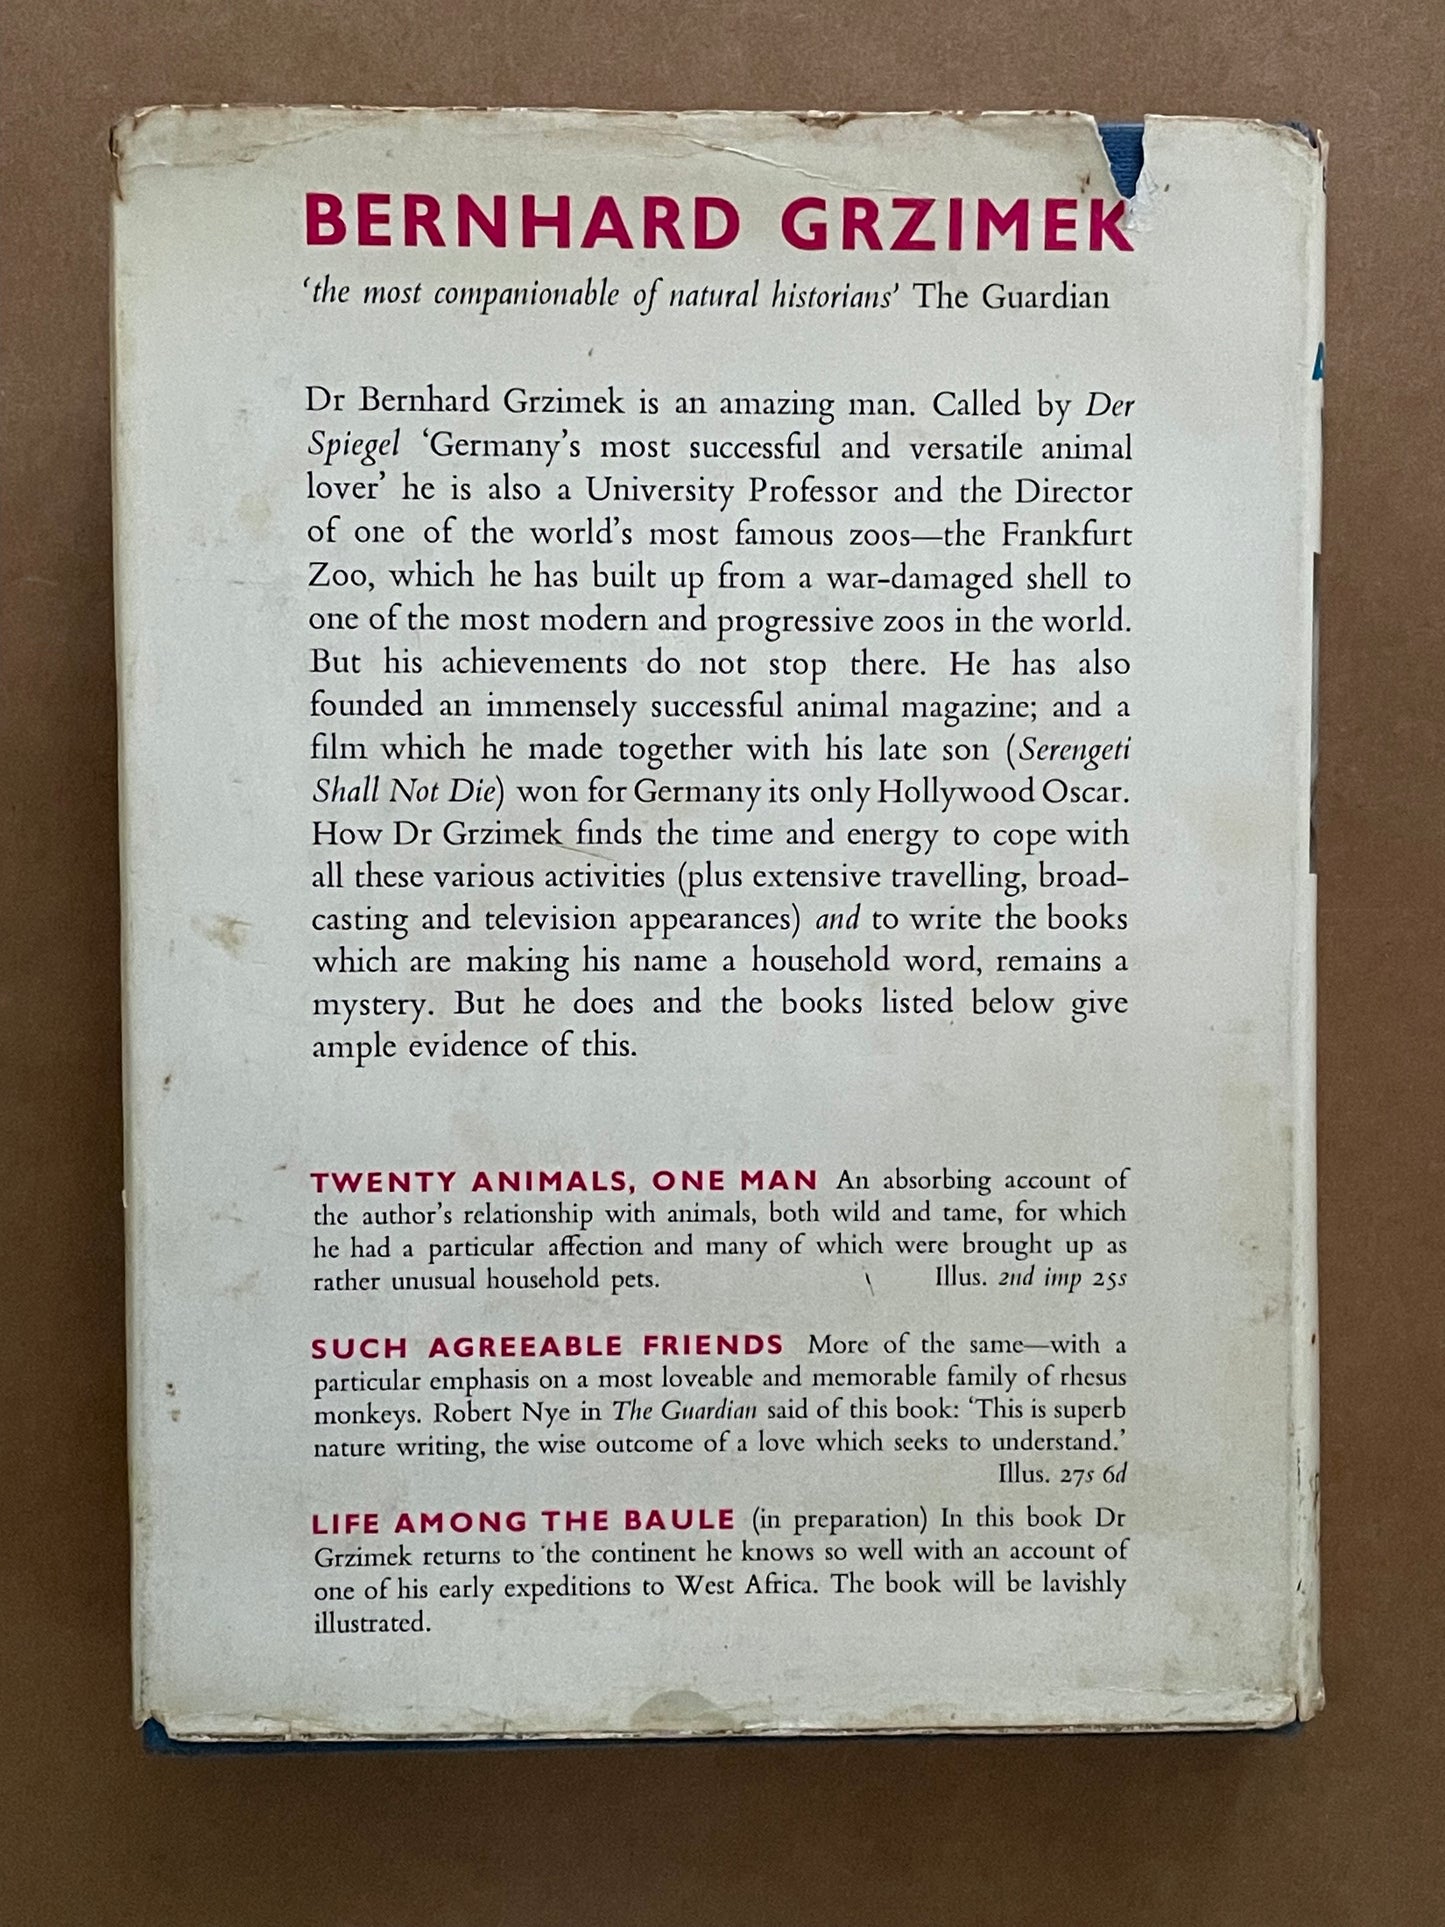 BERNHARD GRZIMEK
‘the most companionable of natural historians’ The Guardian
Dr Bernhard Grzimek is an amazing man. Called by Der
Spiegel ‘Germany’s most successful and versatile animal
lover’ he is also a University Professor and the Director
of one of the world’s most famous zoos—the Frankfurt
Zoo, which he has built up from a war-damaged shell to
one of the most modern and progressive zoos in the world.
But his achievements do not stop there. He has also
founded an immensely successful animal magazine; and a
film which he made together with his late son (Serengeti
Shall Not Die) won for Germany its only Hollywood Oscar.
How Dr Grzimek finds the time and energy to cope with
all these various activities (plus extensive travelling, broad-
casting and television appearances) and to write the books
which are making his name a household word, remains a
mystery. But he does and the books listed below give
ample evidence of this.
TWENTY ANIMALS, ONE MAN An absorbing account of
the author’s relationship with animals, both wild and tame, for which
he had a particular affection and many of which were brought up as
rather unusual household pets. Illus. 2nd imp 25s
SUCH AGREEABLE FRIENDS More of the same—with a
particular emphasis on a most loveable and memorable family of rhesus
monkeys. Robert Nye in The Guardian said of this book: ‘This is superb
nature writing, the wise outcome of a love which seeks to understand.’
Illus. 27s 6d
LIFE AMONG THE BAULE (in preparation) In this book Dr
Grzimek returns to the continent he knows so well with an account of
one of his early expeditions to West Africa. The book will be lavishly
illustrated.